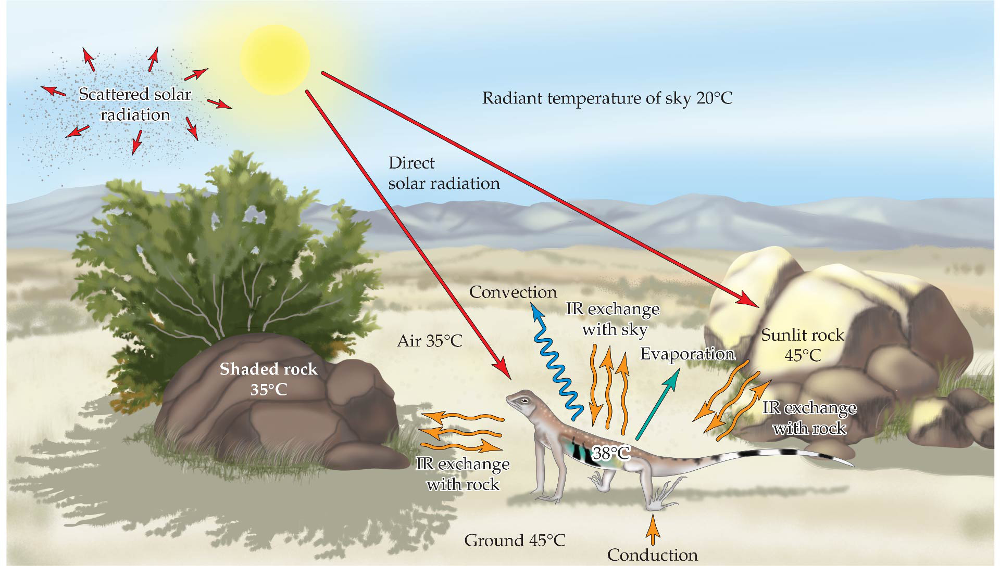 Scattered solar
radiation
Radiant temperature of sky 20°C
Direct
solar radiation
Convection
IR exchange
with sky
Air 35°C
Evaporation
Sunlit rock
45°C
Shaded rock
35°C
IR exchange
with rock
38°C
IR exchange
with rock
Ground 45°C
Conduction